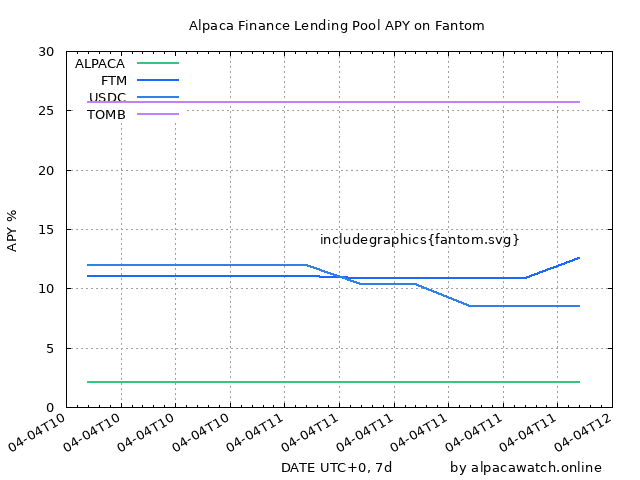 Alpaca Finance Lending Pool APY on Fantom
30
25
20
15
10
5
0
APY %
ALPACA
FTM
USDC
TOMB
includegraphics{fantom.svg}
04-04T10
04-04T10
04-04T10
04-04T10
04-04T11
04-04T11
04-04T11
04-04T11
04-04T11
04-04T11
04-04T12
DATE UTC+0, 7d
by alpacawatch.online